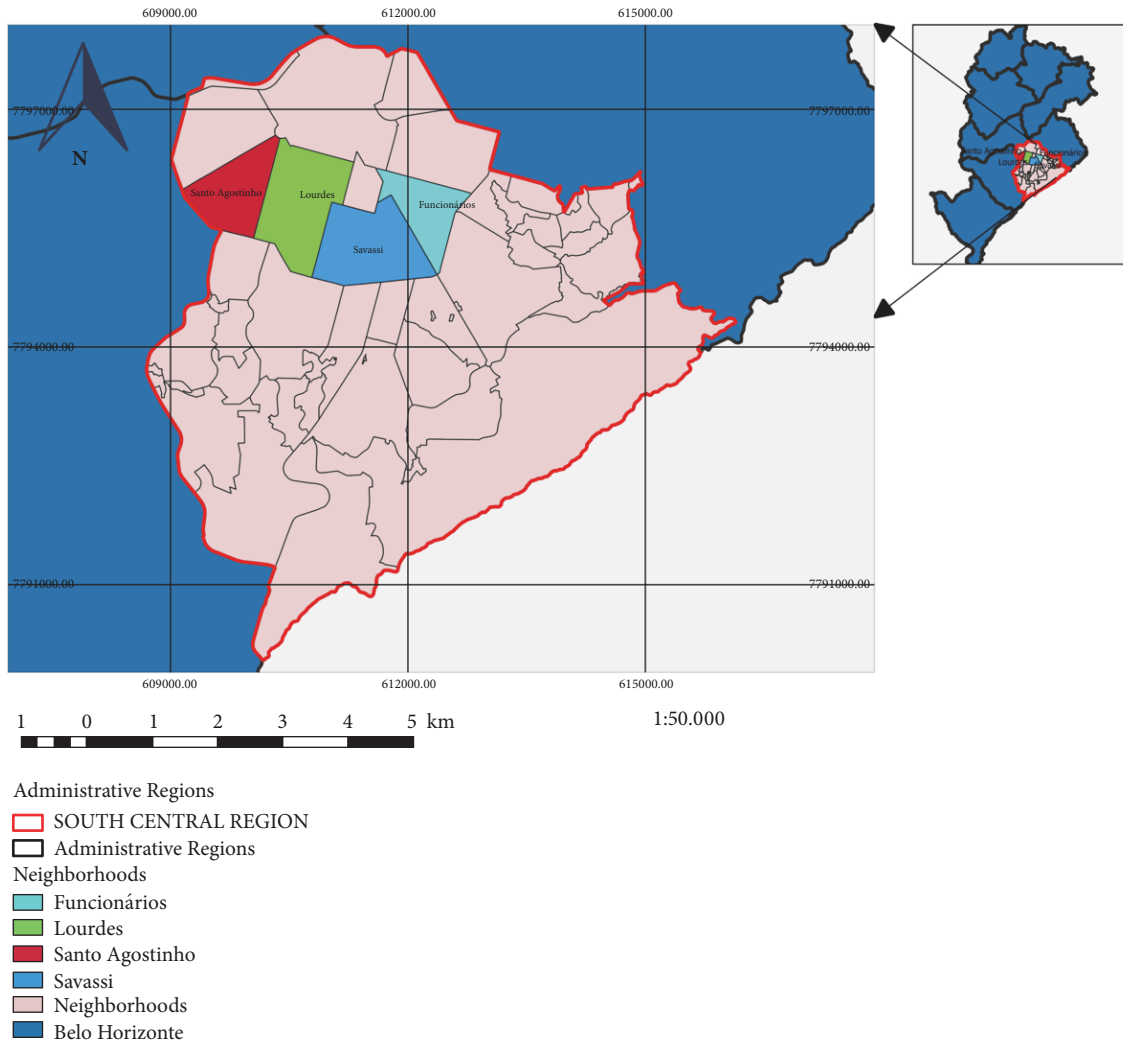 609000.00 612000.00 615000.00
7797000.00 7797000.00
N
Santo Agostinho
Lourdes
Funcionários
Savassi
Lourdes
7794000.00 7794000.00
7791000.00 7791000.00
609000.00 612000.00 615000.00
1 0 1 2 3 4 5 km
1:50.000
Administrative Regions
SOUTH CENTRAL REGION
Administrative Regions
Neighborhoods
Funcionários
Lourdes
Santo Agostinho
Savassi
Neighborhoods
Belo Horizonte